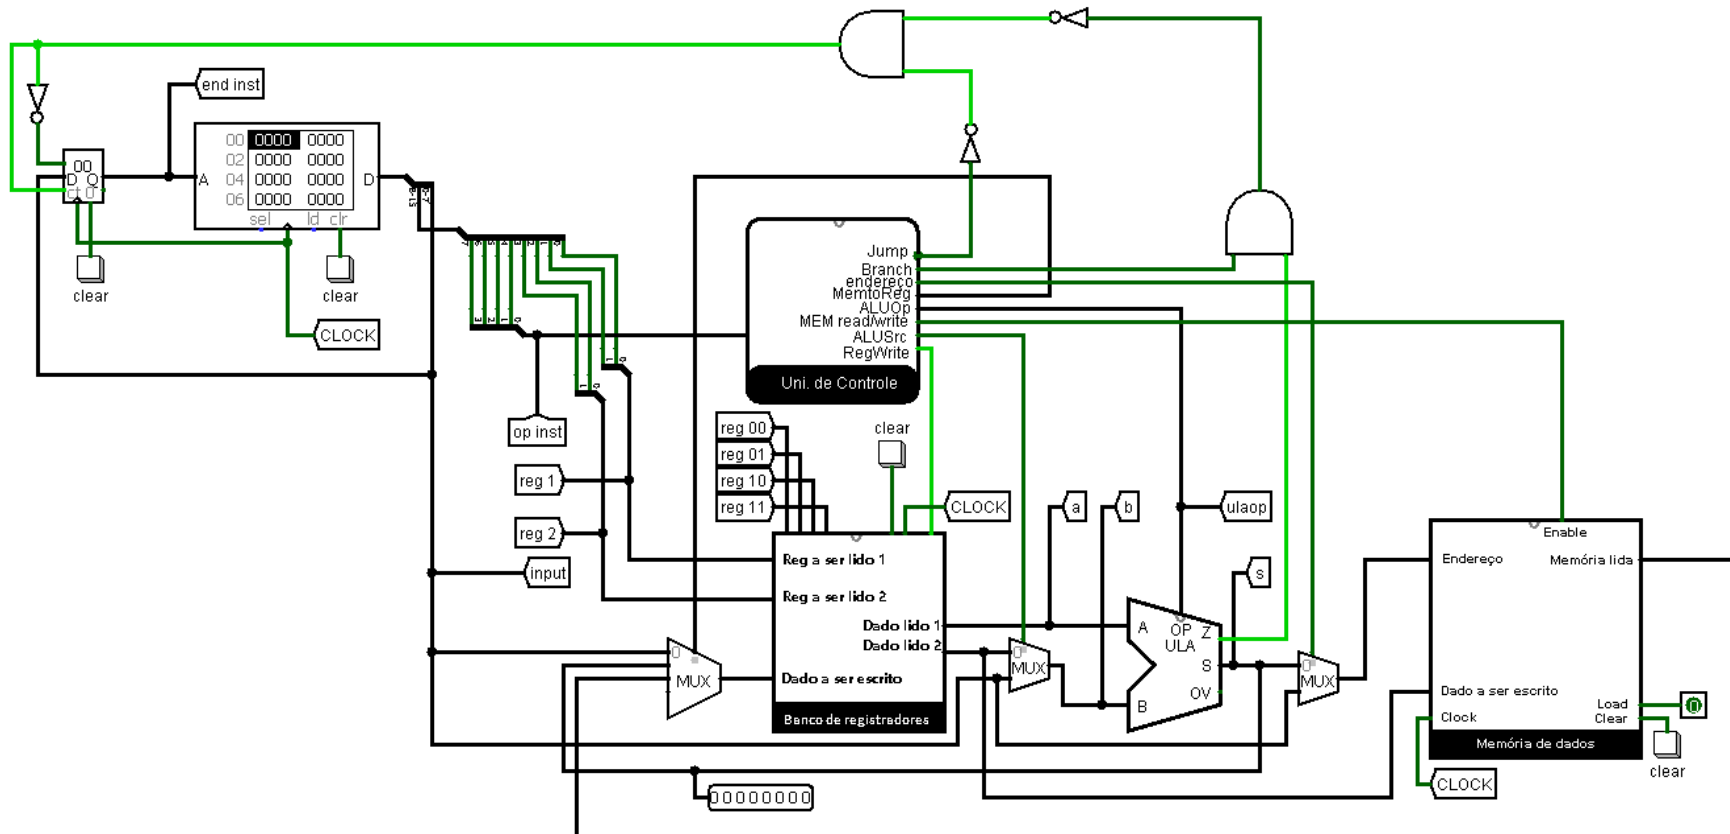 end inst
00 0000 0000
02 0000 0000
04 0000 0000
06 0000 0000
A
D
sel
ld
clr
00
D
Q
ct
0
clear
clear
CLOCK
Jump
Branch
endereço
MemtoReg
ALUOp
MEM read/write
ALUSrc
RegWrite
Uni. de Controle
op inst
reg 1
reg 2
input
reg 00
reg 01
reg 10
reg 11
clear
CLOCK
Reg a ser lido 1
Reg a ser lido 2
Dado lido 1
Dado lido 2
Dado a ser escrito
Banco de registradores
0
MUX
a
b
ulaop
s
0
MUX
A
OP
Z
ULA
S
OV
B
0
MUX
Enable
Endereço
Memória lida
Dado a ser escrito
Load
Clock
Clear
Memória de dados
0
clear
CLOCK
00000000